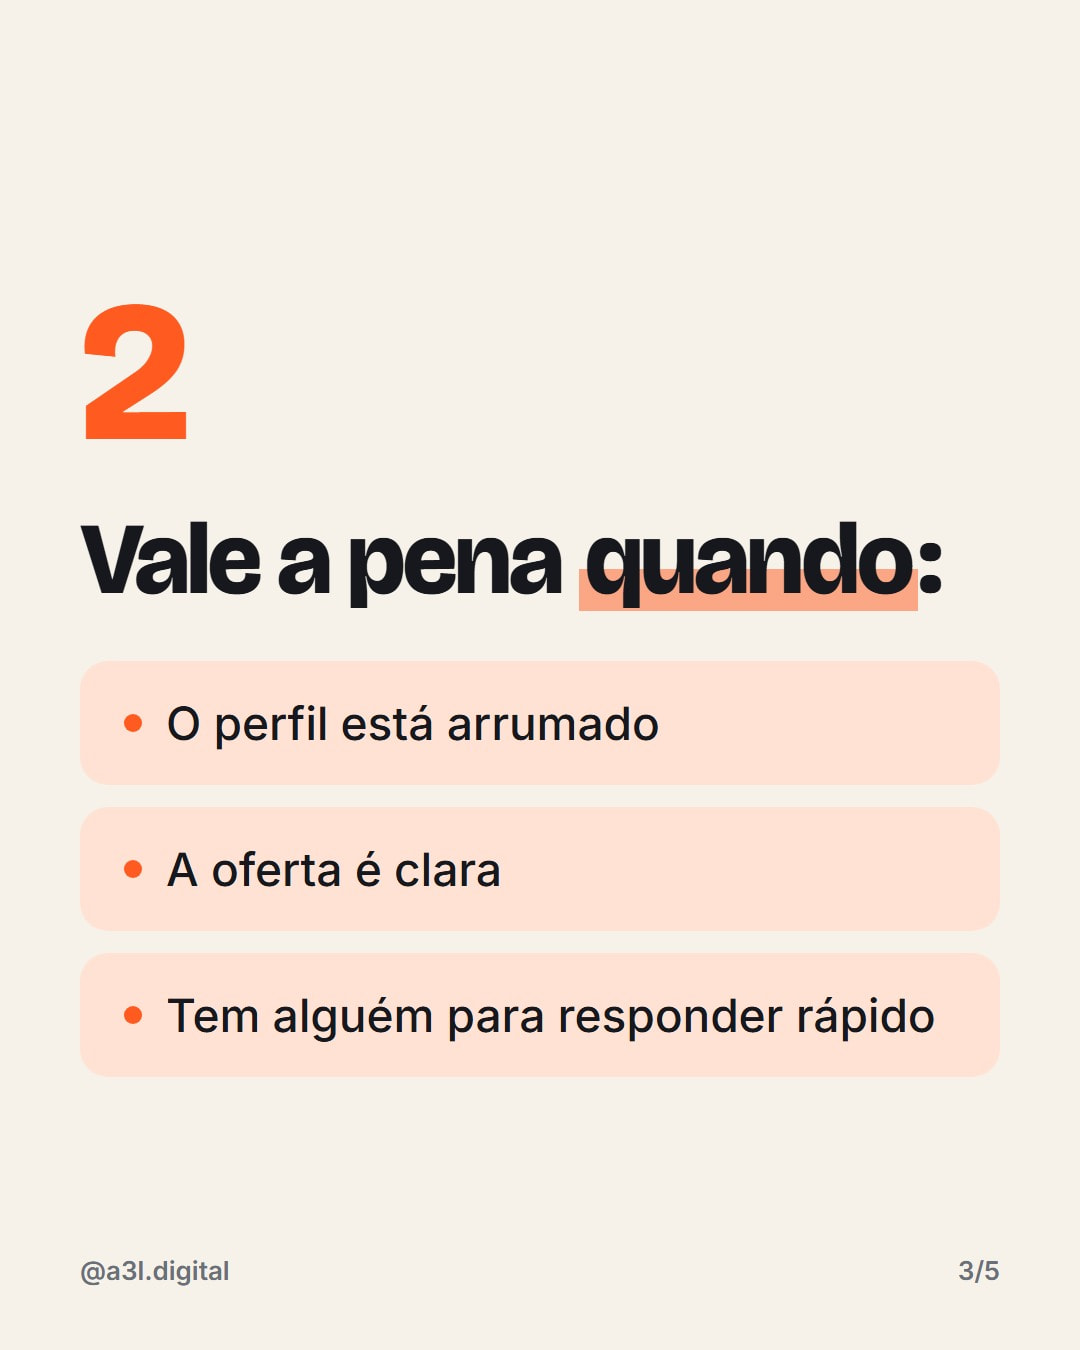 2
Vale a pena quando:
O perfil está arrumado
A oferta é clara
Tem alguém para responder rápido
@a3l.digital
3/5